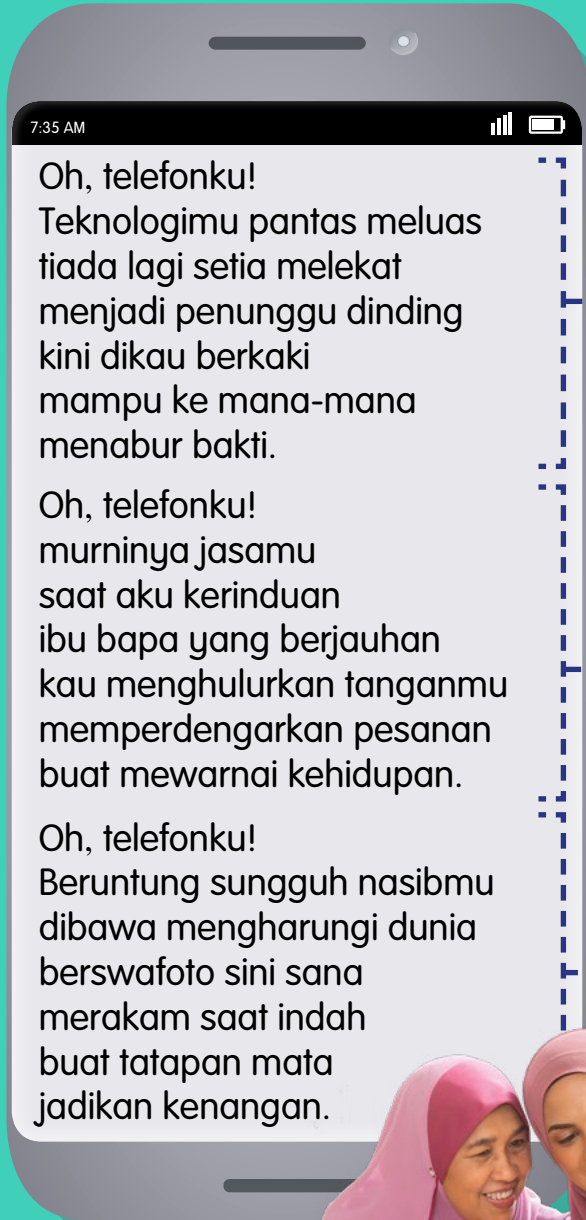 7:35 AM
Oh, telefonku!
Teknologimu pantas meluas
tiada lagi setia melekat
menjadi penunggu dinding
kini dikau berkaki
mampu ke mana-mana
menabur bakti.
Oh, telefonku!
murninya jasamu
saat aku kerinduan
ibu bapa yang berjauhan
kau menghulurkan tanganmu
memperdengarkan pesanan
buat mewarnai kehidupan.
Oh, telefonku!
Beruntung sungguh nasibmu
dibawa mengharungi dunia
berswafoto sini sana
merakam saat indah
buat tatapan mata
jadikan kenangan.